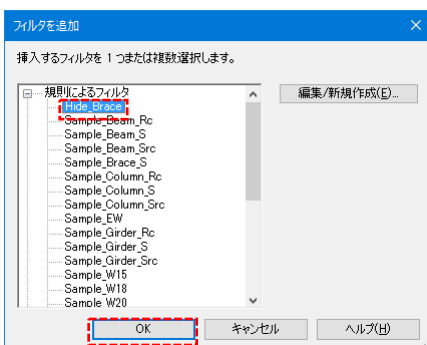 フィルタを追加
挿入するフィルタを 1 つまたは複数選択します。
規則によるフィルタ
Hide_Brace
Sample_Beam_Rc
Sample_Beam_S
Sample_Beam_Src
Sample_Brace_S
Sample_Column_Rc
Sample_Column_S
Sample_Column_Src
Sample_EW
Sample_Girder_Rc
Sample_Girder_S
Sample_Girder_Src
Sample_W15
Sample_W18
Sample_W20
編集/新規作成(E)...
OK
キャンセル
ヘルプ(H)